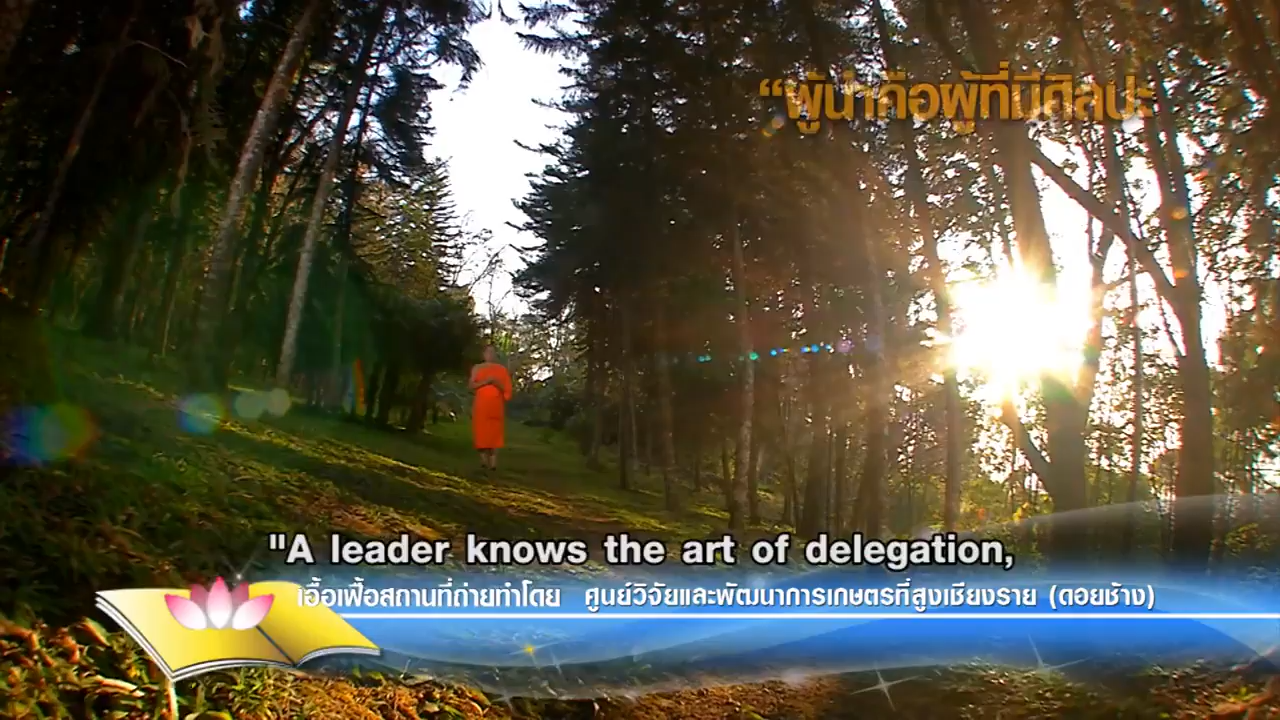 “ผู้นำคือผู้ที่มีศิลปะ
"A leader knows the art of delegation,
เอื้อเฟื้อสถานที่ถ่ายทำโดย ศูนย์วิจัยและพัฒนาการเกษตรที่สูงเชียงราย (ดอยช้าง)